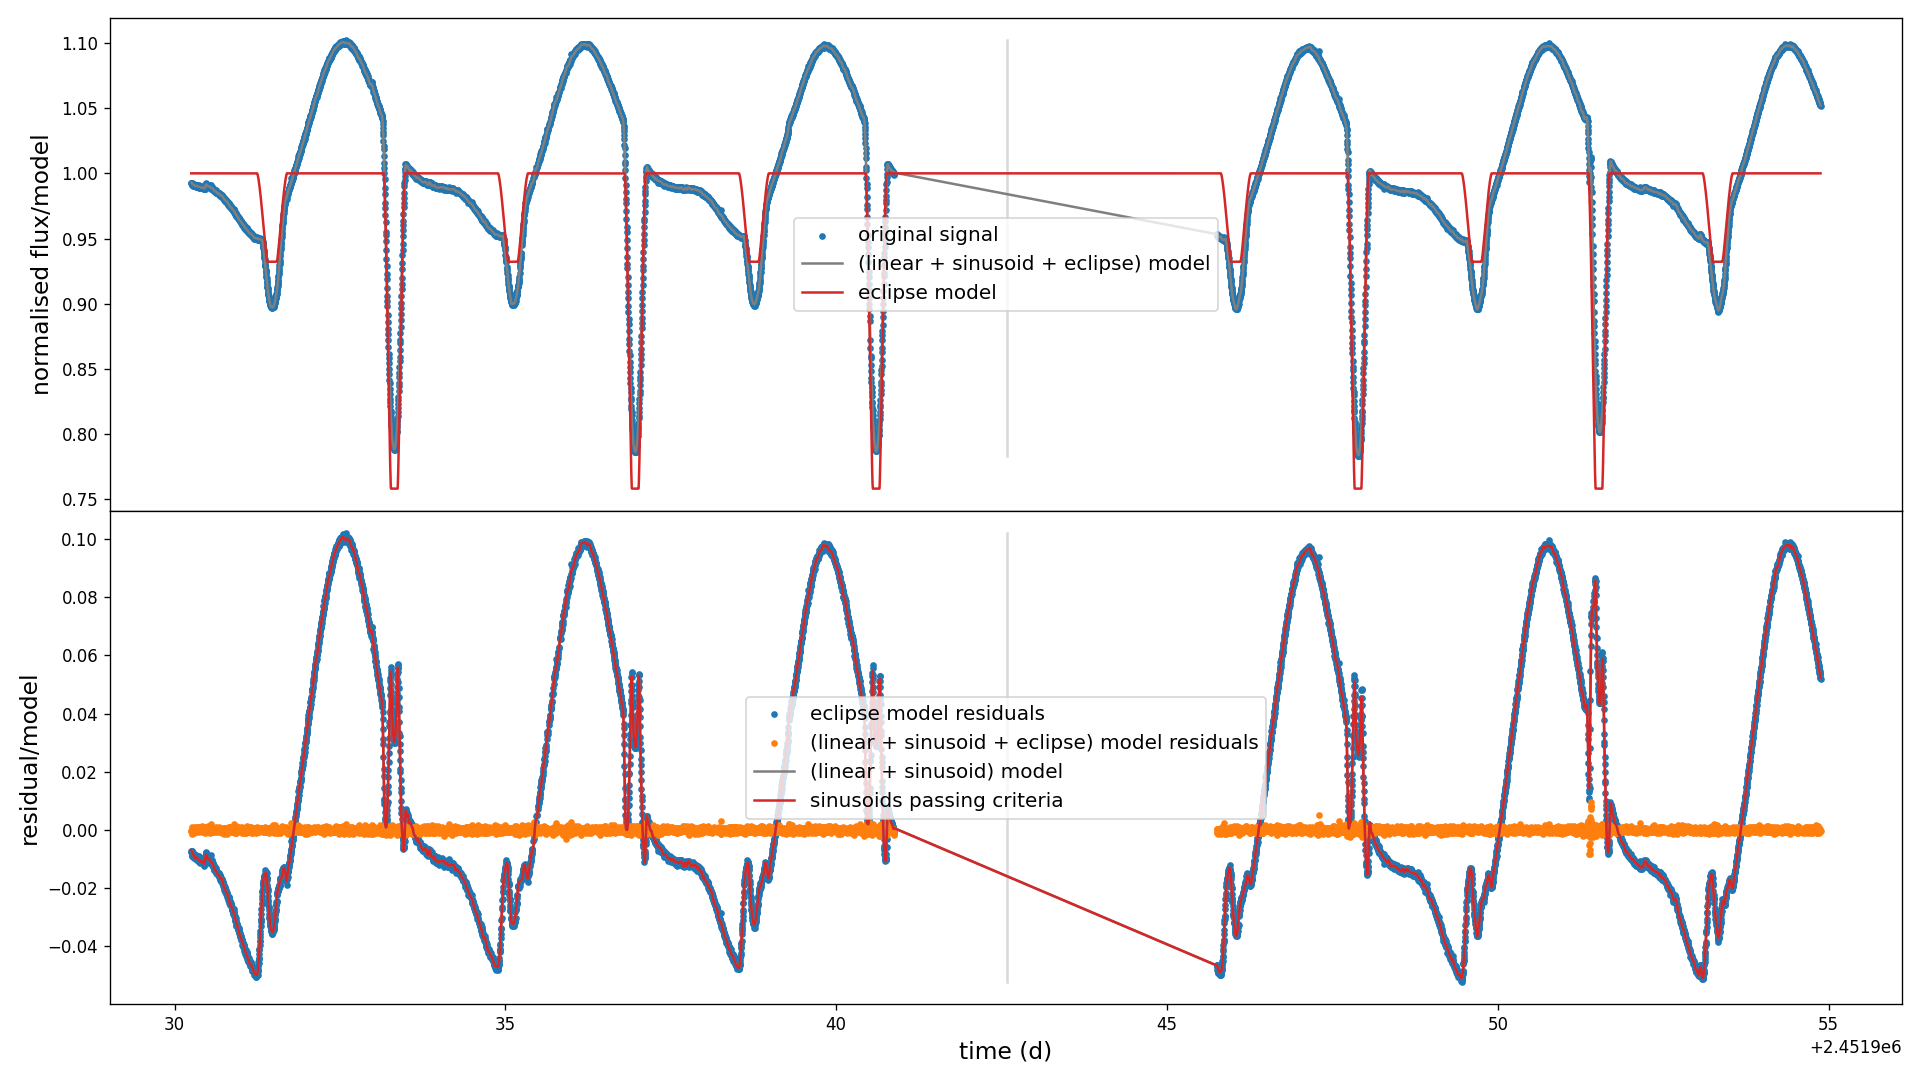 normalised flux/model
1.10
1.05
1.00
0.95
0.90
0.85
0.80
0.75
original signal
(linear + sinusoid + eclipse) model
eclipse model
residual/model
0.10
0.08
0.06
0.04
0.02
0.00
−0.02
−0.04
eclipse model residuals
(linear + sinusoid + eclipse) model residuals
(linear + sinusoid) model
sinusoids passing criteria
30 35 40 45 50 55
time (d)
+2.4519e6